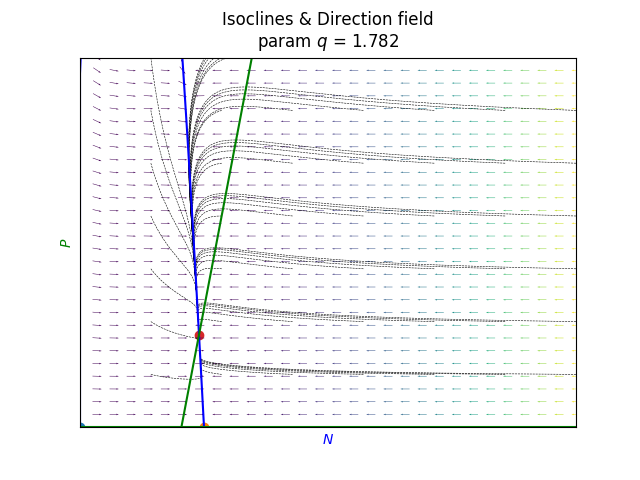 Isoclines & Direction field
param q = 1.782
P
N